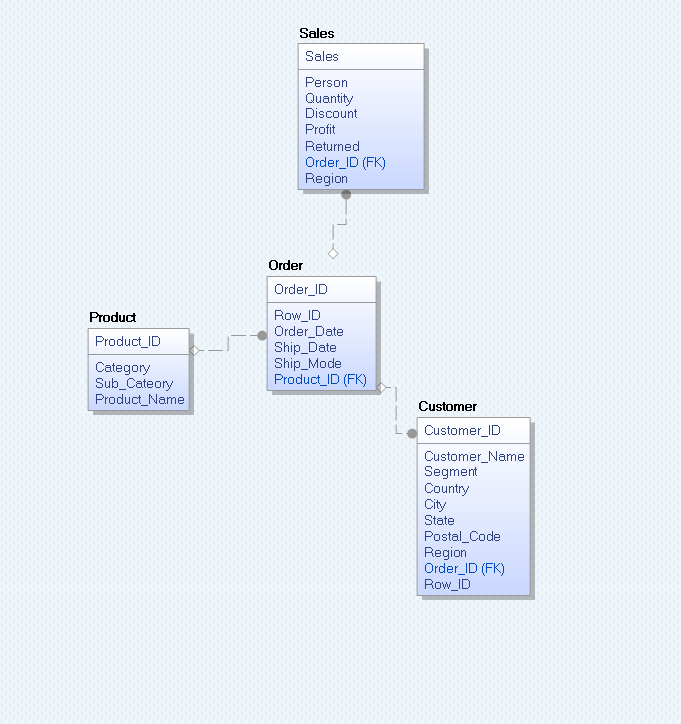 Sales
Sales
Person
Quantity
Discount
Profit
Returned
Order_ID (FK)
Region
Order
Order_ID
Row_ID
Order_Date
Ship_Date
Ship_Mode
Product_ID (FK)
Product
Product_ID
Category
Sub_Cateory
Product_Name
Customer
Customer_ID
Customer_Name
Segment
Country
City
State
Postal_Code
Region
Order_ID (FK)
Row_ID